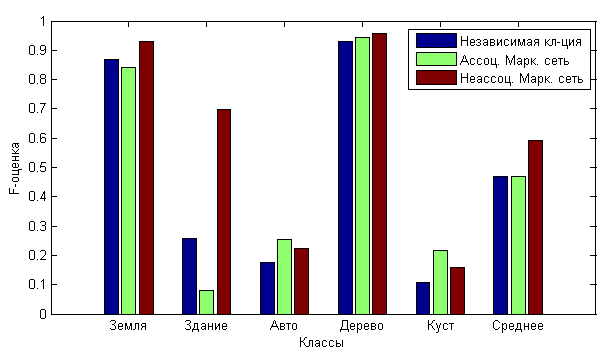 1
0.9
0.8
0.7
0.6
0.5
0.4
0.3
0.2
0.1
0
F-оценка
Независимая кл-ция
Ассоц. Марк. сеть
Неассоц. Марк. сеть
Земля Здание Авто Дерево Куст Среднее
Классы